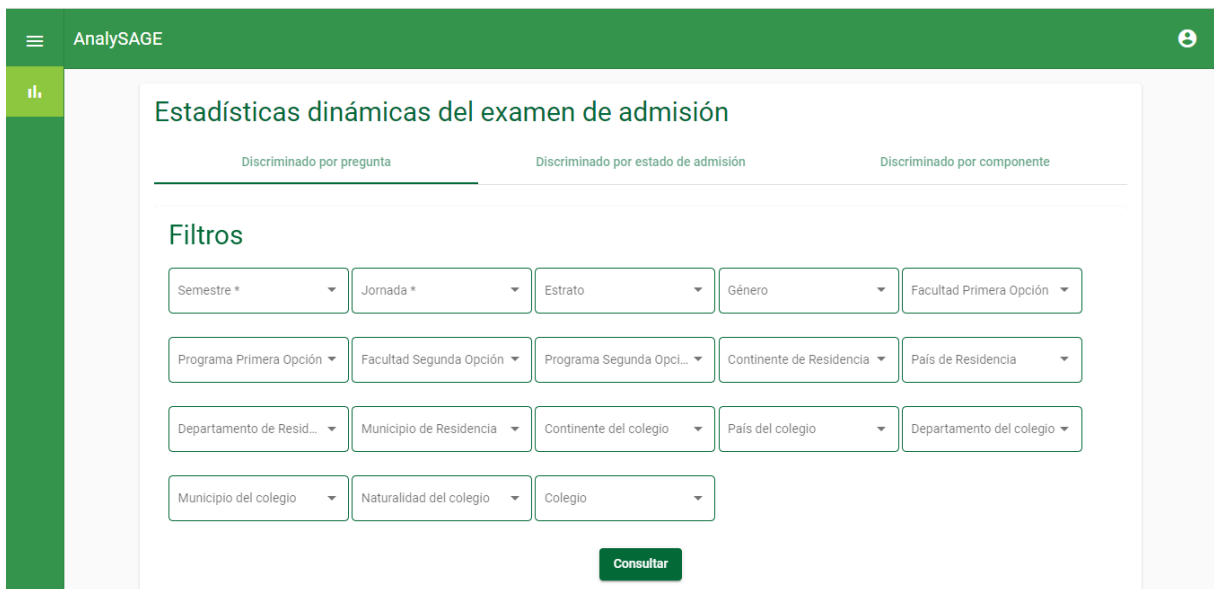 AnalySAGE
Estadísticas dinámicas del examen de admisión
Discriminado por pregunta Discriminado por estado de admisión Discriminado por componente
Filtros
Semestre * Jornada * Estrato Género Facultad Primera Opción
Programa Primera Opción Facultad Segunda Opción Programa Segunda Opci... Continente de Residencia País de Residencia
Departamento de Resid... Municipio de Residencia Continente del colegio País del colegio Departamento del colegio
Municipio del colegio Naturalidad del colegio Colegio
Consultar